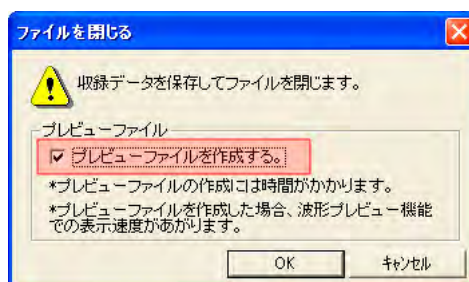 ファイルを閉じる
収録データを保存してファイルを閉じます。
プレビューファイル
プレビューファイルを作成する。
*プレビューファイルの作成には時間がかかります。
*プレビューファイルを作成した場合、波形プレビュー機能
での表示速度があがります。
OK キャンセル